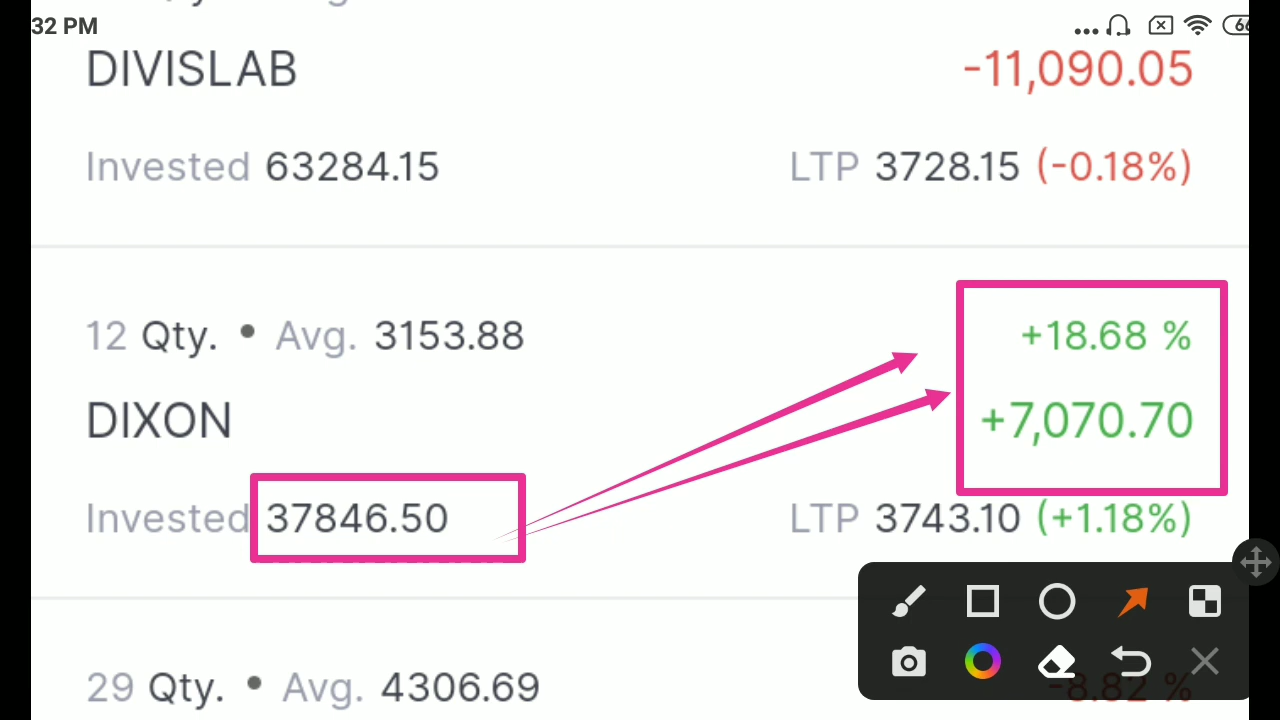 32 PM
DIVISLAB -11,090.05
Invested 63284.15 LTP 3728.15 (-0.18%)
12 Qty. • Avg. 3153.88 +18.68 %
DIXON +7,070.70
Invested 37846.50 LTP 3743.10 (+1.18%)
29 Qty. • Avg. 4306.69 -8.82 %